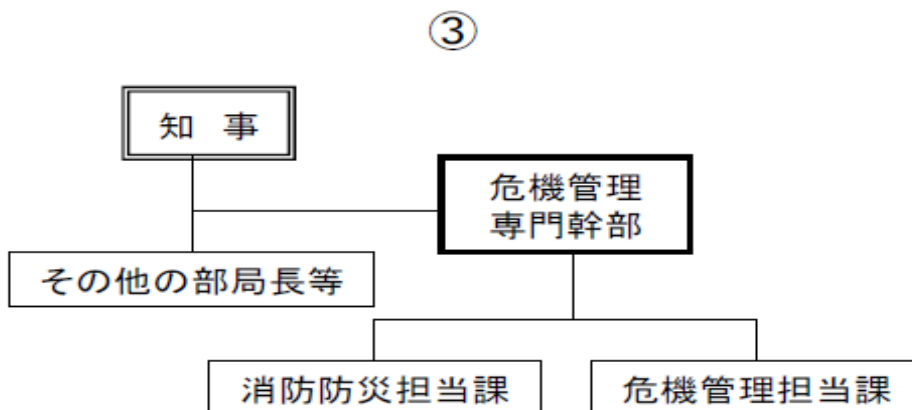 ③
知 事
危機管理
専門幹部
その他の部局長等
消防防災担当課
危機管理担当課